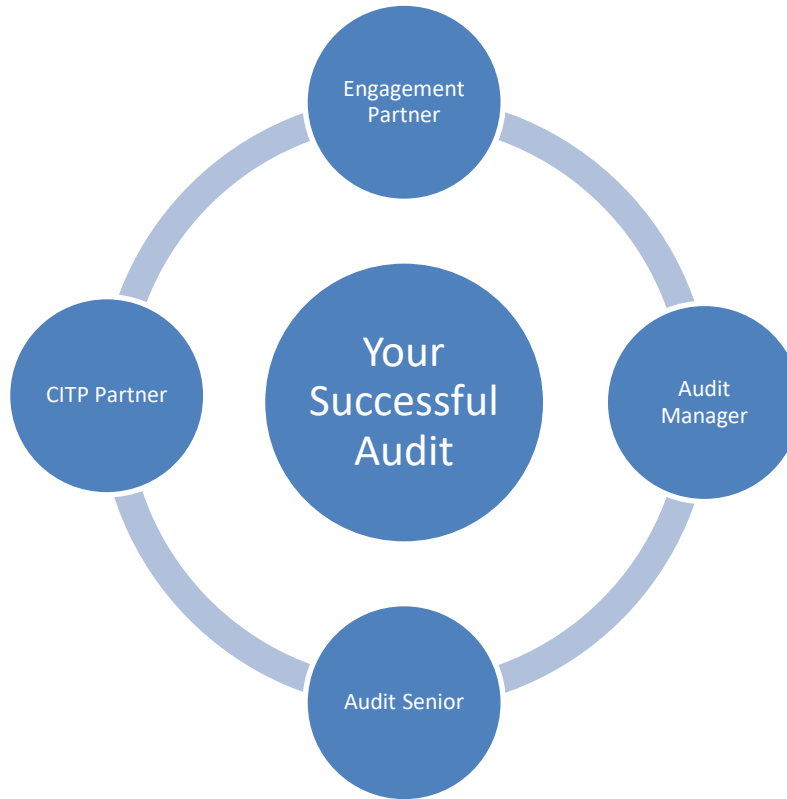 Engagement
Partner
CITP Partner
Your
Successful
Audit
Audit
Manager
Audit Senior